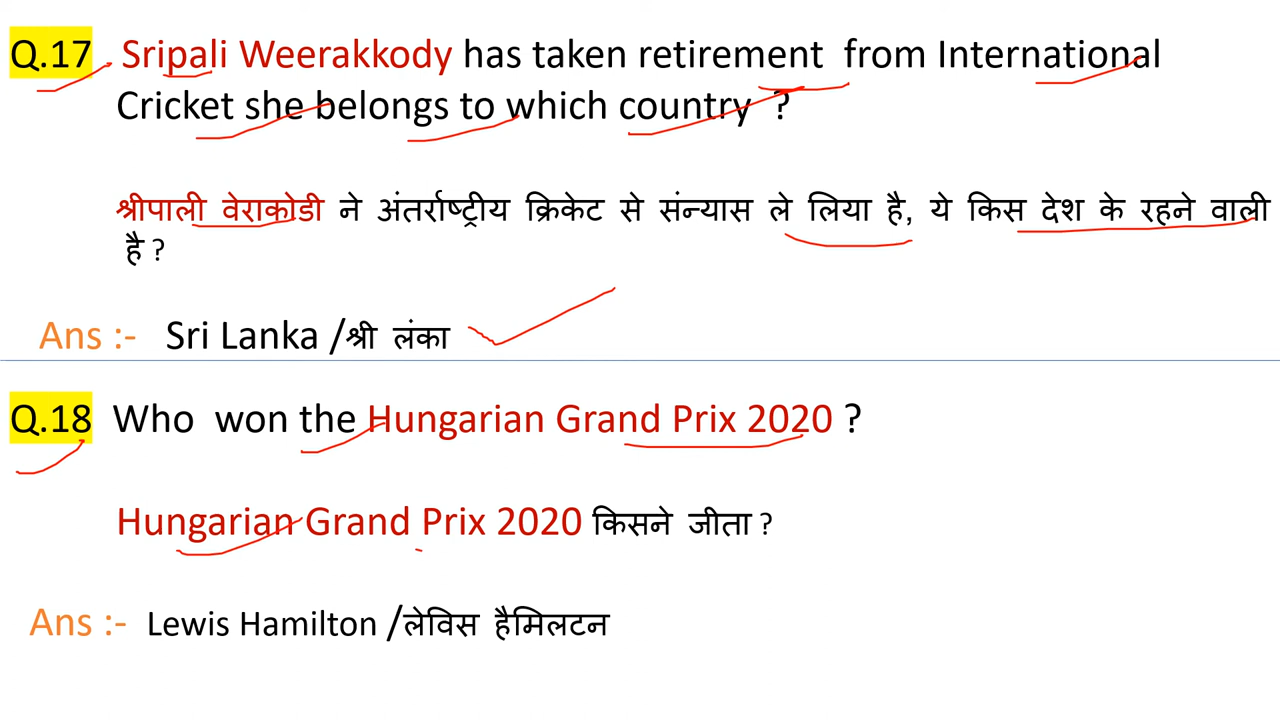 Q.17 Sripali Weerakkody has taken retirement from International
Cricket she belongs to which country ?
श्रीपाली वेराकोडी ने अंतर्राष्ट्रीय क्रिकेट से संन्यास ले लिया है, ये किस देश के रहने वाली
है ?
Ans :- Sri Lanka /श्री लंका
Q.18 Who won the Hungarian Grand Prix 2020 ?
Hungarian Grand Prix 2020 किसने जीता ?
Ans :- Lewis Hamilton /लेविस हैमिलटन